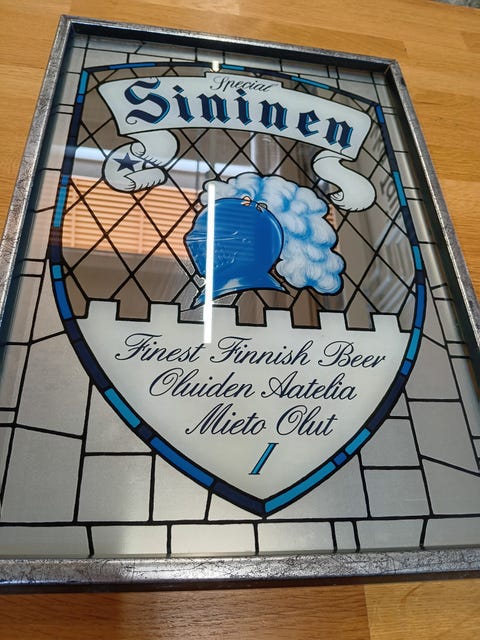 Special
Sininen
Finest Finnish Beer
Oluiden Aatelia
Mieto Olut
I